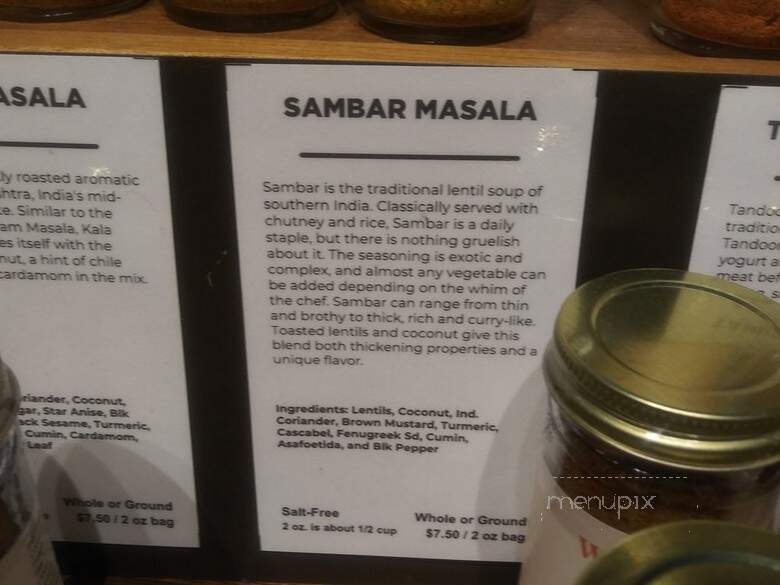 ASALA
ly roasted aromatic
htra, India's mid-
te. Similar to the
am Masala, Kala
es itself with the
nut, a hint of chile
cardamom in the mix.
riander, Coconut,
gar, Star Anise, Blk
ack Sesame, Turmeric,
Cumin, Cardamom,
Leaf
Whole or Ground
$7.50 / 2 oz bag
SAMBAR MASALA
Sambar is the traditional lentil soup of
southern India. Classically served with
chutney and rice, Sambar is a daily
staple, but there is nothing gruelish
about it. The seasoning is exotic and
complex, and almost any vegetable can
be added depending on the whim of
the chef. Sambar can range from thin
and brothy to thick, rich and curry-like.
Toasted lentils and coconut give this
blend both thickening properties and a
unique flavor.
Ingredients: Lentils, Coconut, Ind.
Coriander, Brown Mustard, Turmeric,
Cascabel, Fenugreek Sd, Cumin,
Asafoetida, and Blk Pepper
Salt-Free
2 oz. is about 1/2 cup
Whole or Ground
$7.50 / 2 oz bag
T
Tando
traditio
Tandoo
yogurt a
meat bef
menupix
W